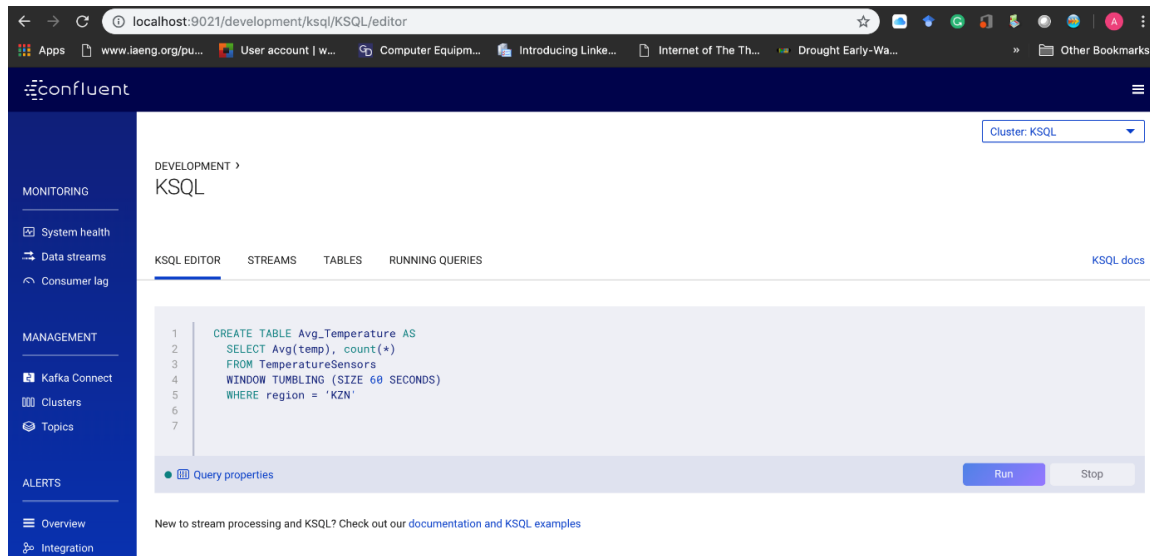 localhost:9021/development/ksql/KSQL/editor
A
Apps www.iaeng.org/pu... User account | w... Computer Equipm... Introducing Linke... Internet of The Th... Drought Early-Wa... » Other Bookmarks
confluent
Cluster: KSQL
DEVELOPMENT ›
KSQL
MONITORING
System health
Data streams
Consumer lag
MANAGEMENT
Kafka Connect
Clusters
Topics
ALERTS
Overview
Integration
KSQL EDITOR STREAMS TABLES RUNNING QUERIES KSQL docs
1 CREATE TABLE Avg_Temperature AS
2 SELECT Avg(temp), count(*)
3 FROM TemperatureSensors
4 WINDOW TUMBLING (SIZE 60 SECONDS)
5 WHERE region = ‘KZN'
6
7
Query properties Run Stop
New to stream processing and KSQL? Check out our documentation and KSQL examples